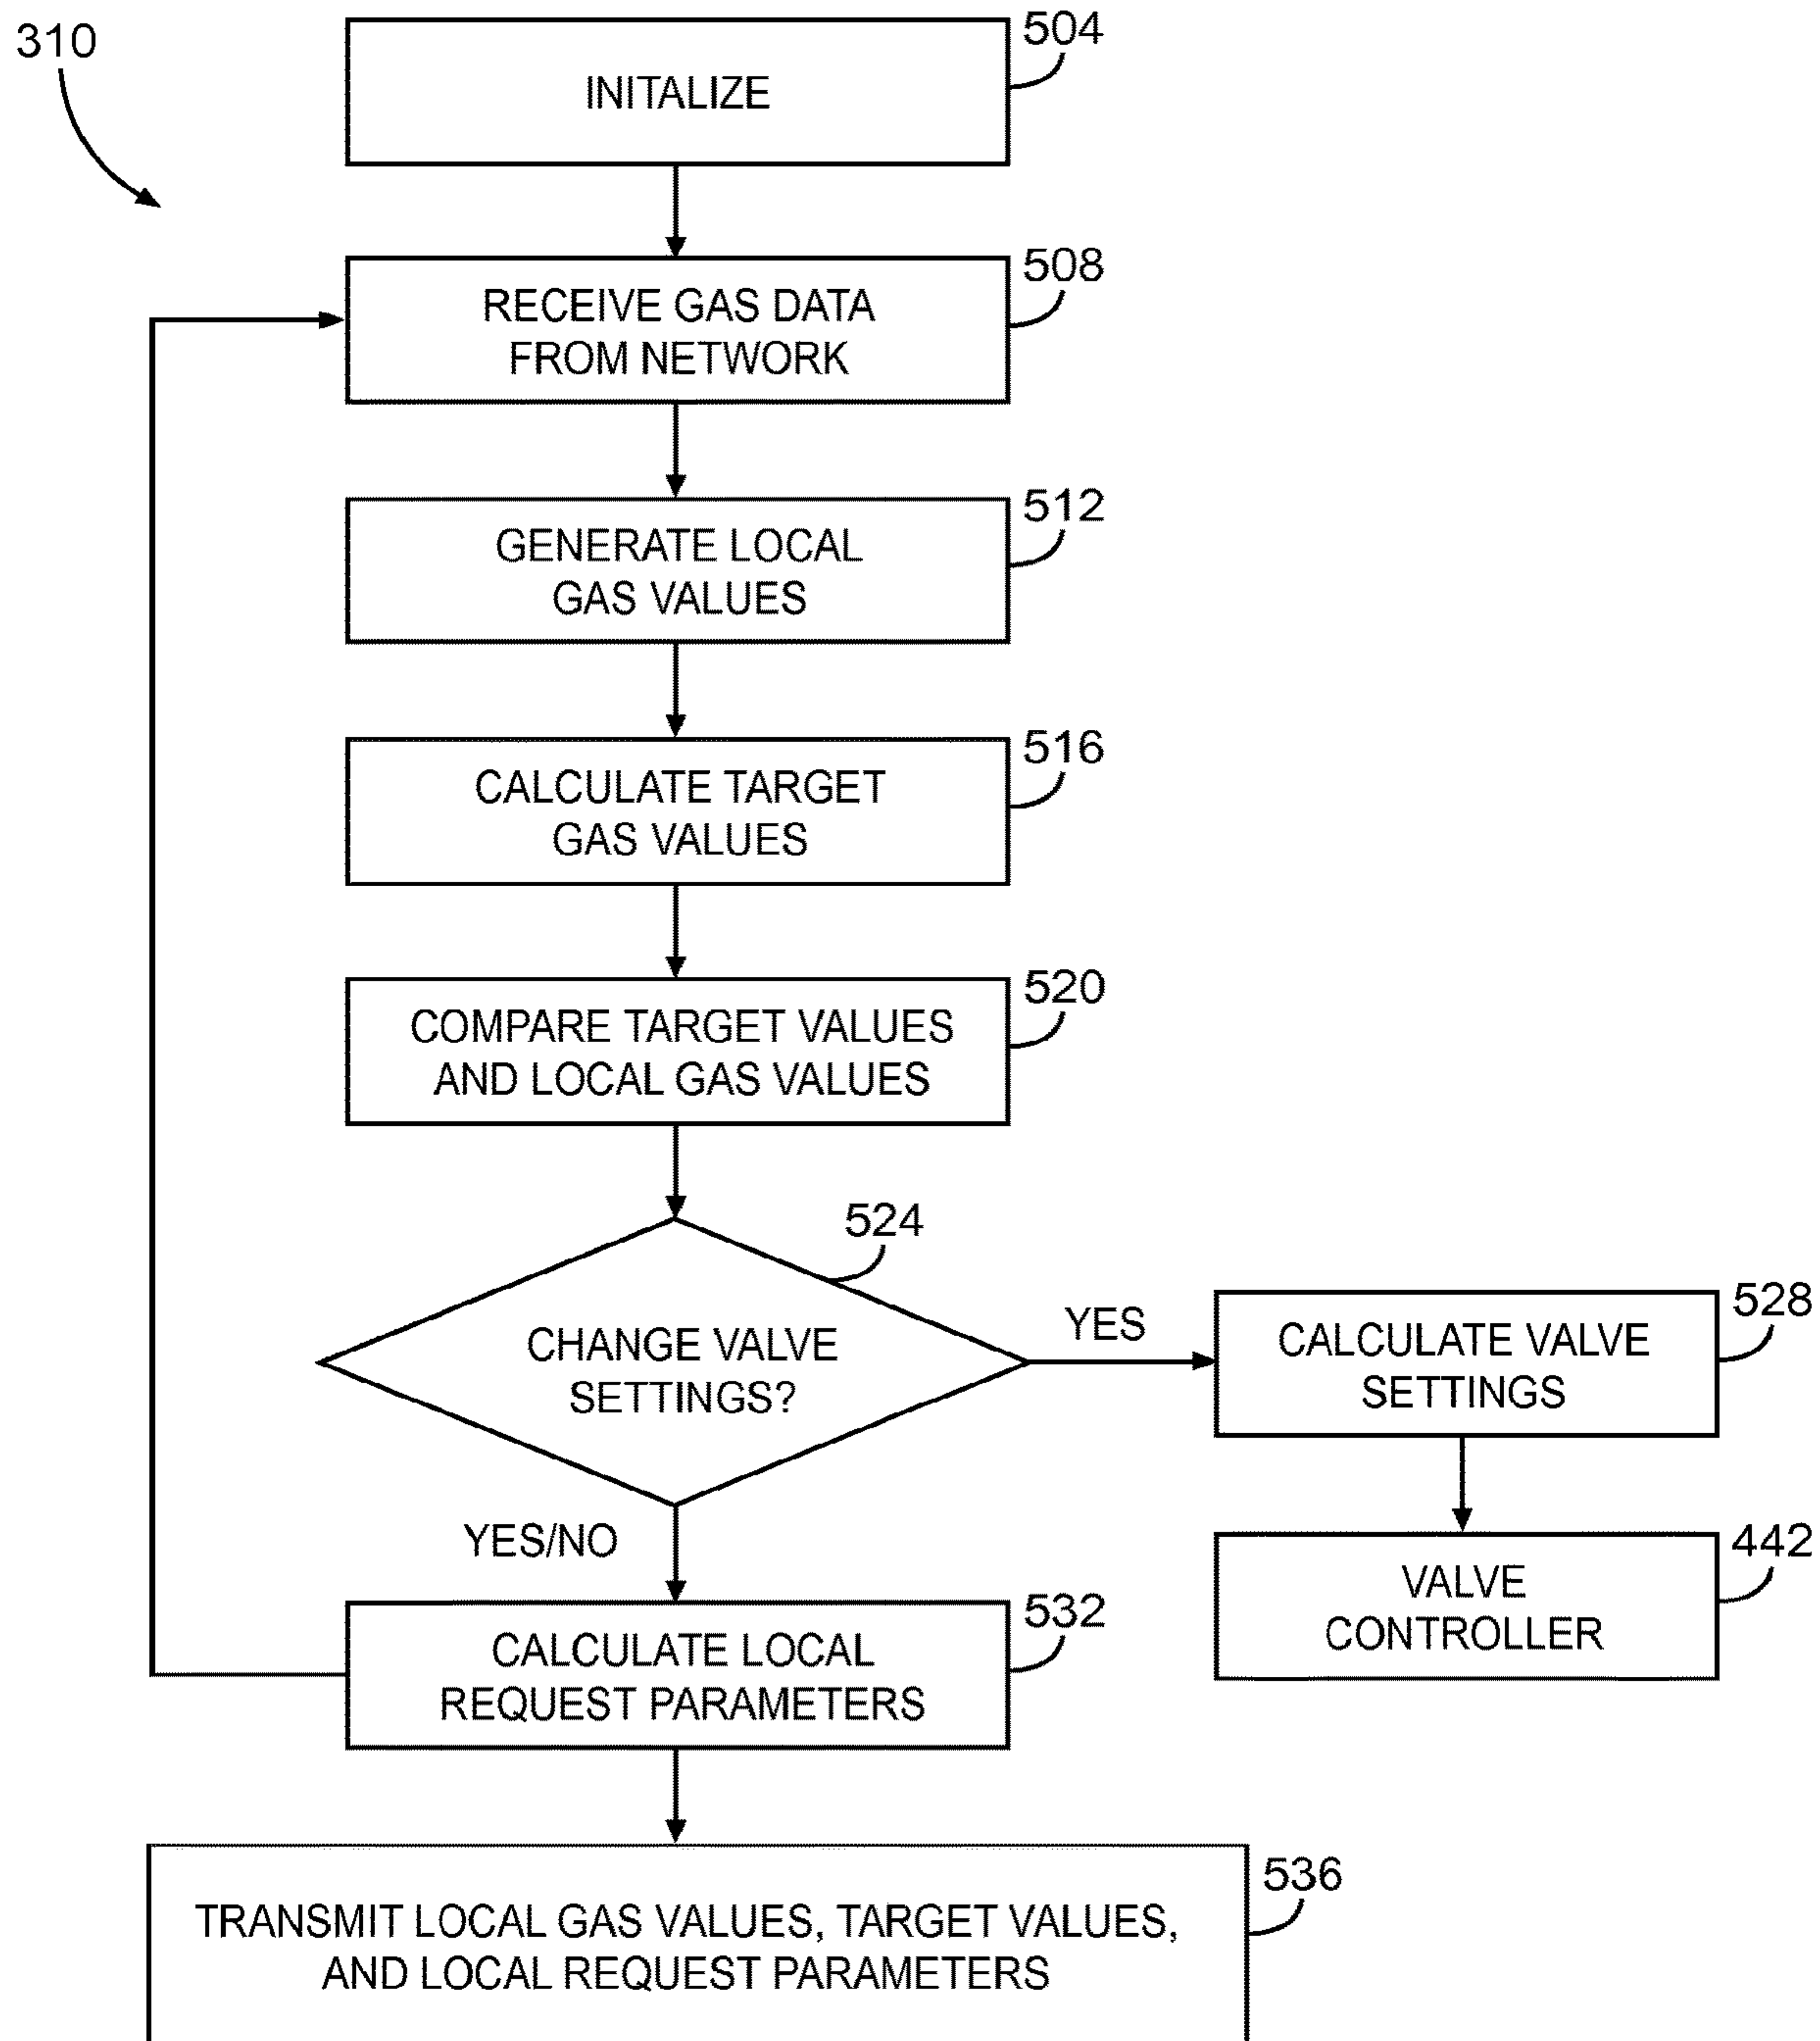 310
504
INITALIZE
508
RECEIVE GAS DATA
FROM NETWORK
512
GENERATE LOCAL
GAS VALUES
516
CALCULATE TARGET
GAS VALUES
520
COMPARE TARGET VALUES
AND LOCAL GAS VALUES
524
CHANGE VALVE
SETTINGS?
YES
528
CALCULATE VALVE
SETTINGS
442
VALVE
CONTROLLER
YES/NO
532
CALCULATE LOCAL
REQUEST PARAMETERS
536
TRANSMIT LOCAL GAS VALUES, TARGET VALUES,
AND LOCAL REQUEST PARAMETERS